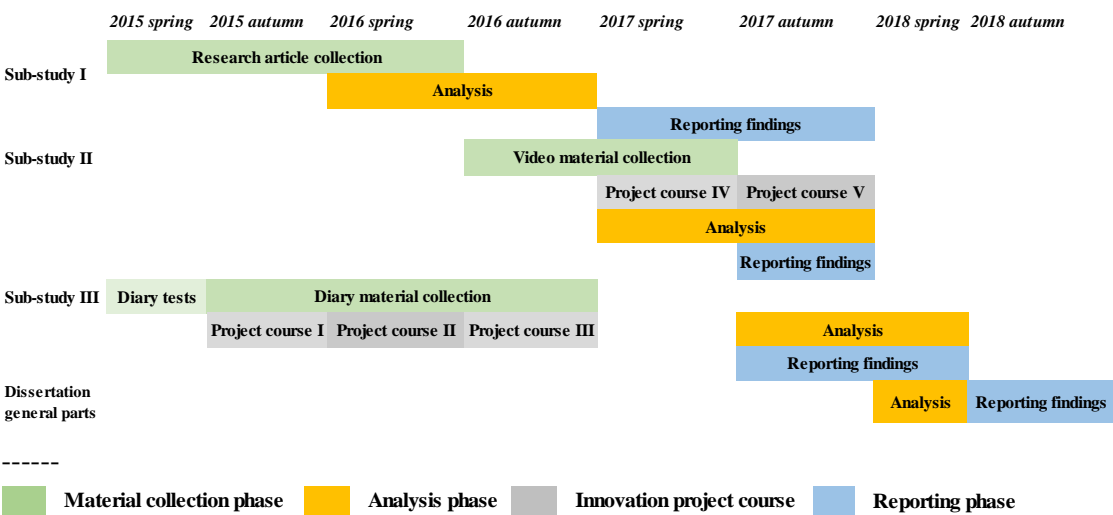 2015 spring 2015 autumn 2016 spring 2016 autumn 2017 spring 2017 autumn 2018 spring 2018 autumn
Research article collection
Sub-study I
Analysis
Reporting findings
Sub-study II Video material collection
Project course IV Project course V
Analysis
Reporting findings
Sub-study III Diary tests Diary material collection
Project course I Project course II Project course III Analysis
Reporting findings
Dissertation
general parts
Analysis Reporting findings
------
Material collection phase Analysis phase Innovation project course Reporting phase